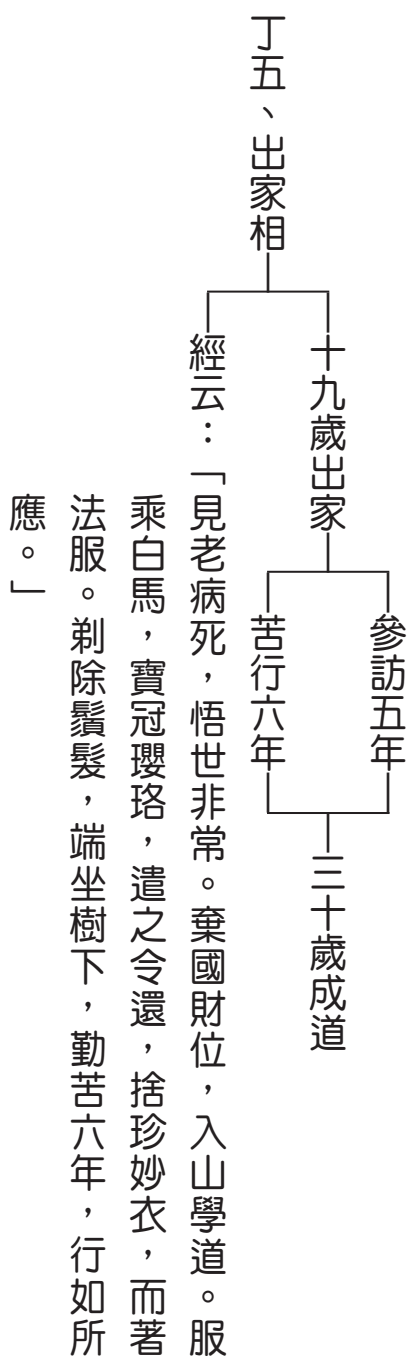 丁五、出家相
十九歲出家
參訪五年
苦行六年
三十歲成道
經云：「見老病死，悟世非常。棄國財位，入山學道。服
乘白馬，寶冠瓔珞，遣之令還，捨珍妙衣，而著
法服。剃除鬚髮，端坐樹下，勤苦六年，行如所
應。」